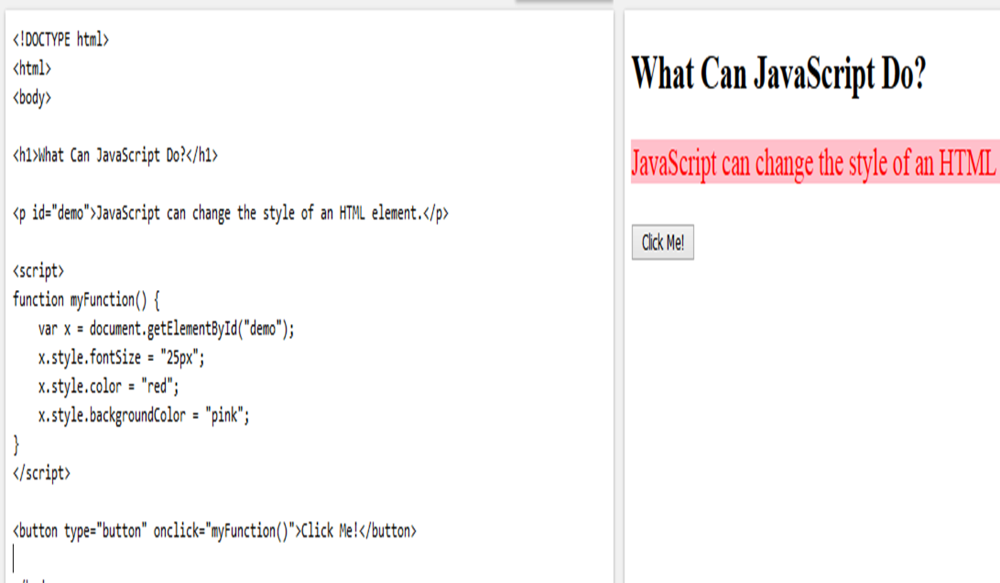 <!DOCTYPE html>
<html>
<body>
<h1>What Can JavaScript Do?</h1>
<p id="demo">JavaScript can change the style of an HTML element.</p>
<script>
function myFunction() {
    var x = document.getElementById("demo");
    x.style.fontSize = "25px";
    x.style.color = "red";
    x.style.backgroundColor = "pink";
}
</script>
<button type="button" onclick="myFunction()">Click Me!</button>
What Can JavaScript Do?
JavaScript can change the style of an HTML
Click Me!